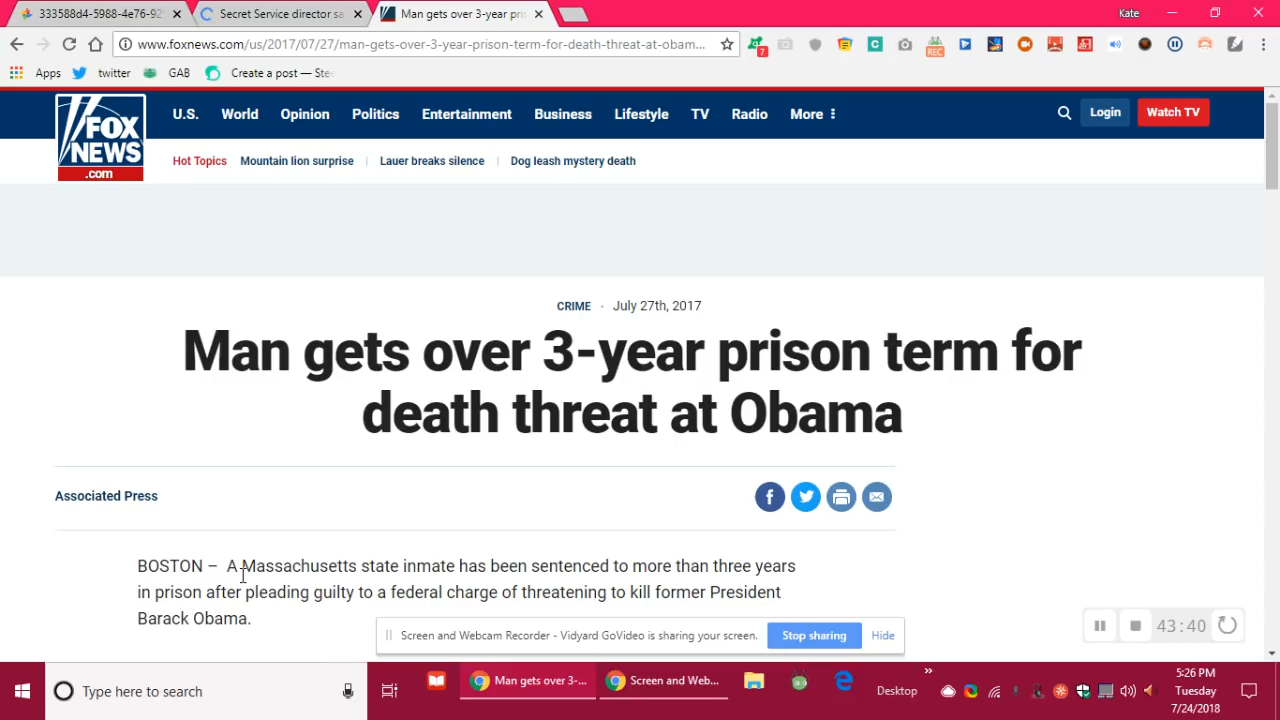 333588d4-5988-4e76-92
Secret Service director sa
Man gets over 3-year pris
Kate
www.foxnews.com/us/2017/07/27/man-gets-over-3-year-prison-term-for-death-threat-at-obam...
7
REC
Apps
twitter
GAB
Create a post — Ste
FOX
NEWS
.com
U.S.
World
Opinion
Politics
Entertainment
Business
Lifestyle
TV
Radio
More
Login
Watch TV
Hot Topics
Mountain lion surprise
Lauer breaks silence
Dog leash mystery death
CRIME - July 27th, 2017
Man gets over 3-year prison term for
death threat at Obama
Associated Press
BOSTON – A Massachusetts state inmate has been sentenced to more than three years
in prison after pleading guilty to a federal charge of threatening to kill former President
Barack Obama.
Screen and Webcam Recorder - Vidyard GoVideo is sharing your screen.
Stop sharing
Hide
43:40
Type here to search
Man gets over 3-...
Screen and Web...
Desktop
5:26 PM
Tuesday
7/24/2018